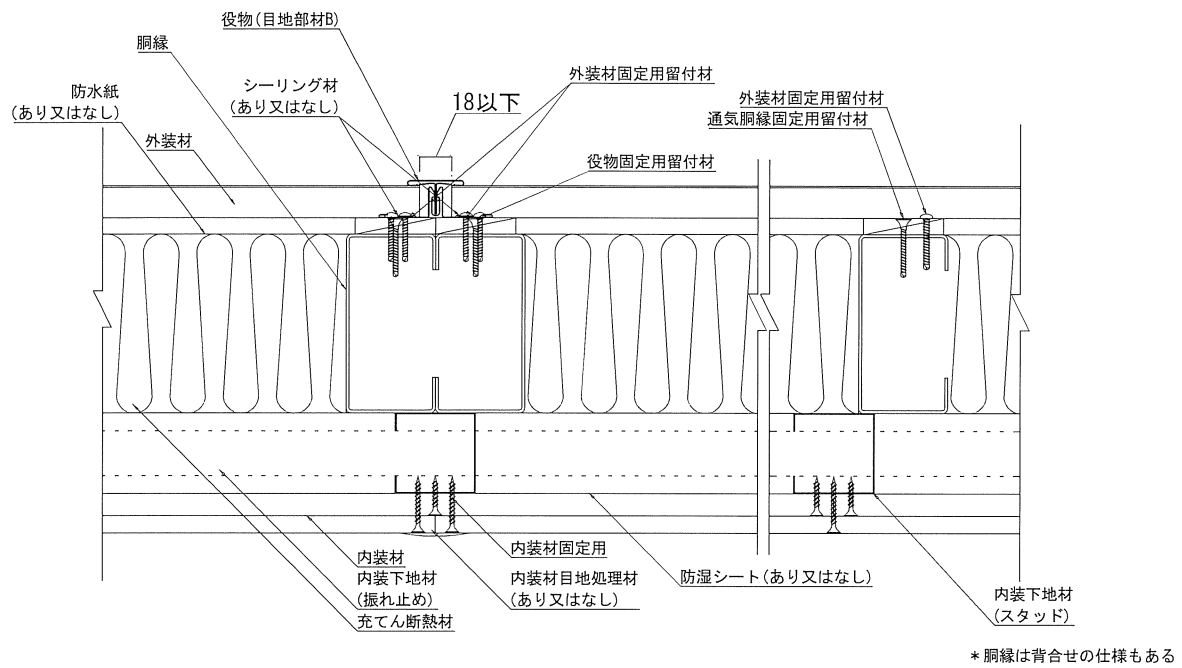 役物(目地部材B)
胴縁
シーリング材
(あり又はなし)
防水紙
(あり又はなし)
外装材
18以下
外装材固定用留付材
役物固定用留付材
外装材固定用留付材
通気胴縁固定用留付材
内装材
内装下地材
(振れ止め)
充てん断熱材
内装材固定用
内装材目地処理材
(あり又はなし)
防湿シート(あり又はなし)
内装下地材
(スタッド)
*胴縁は背合せの仕様もある